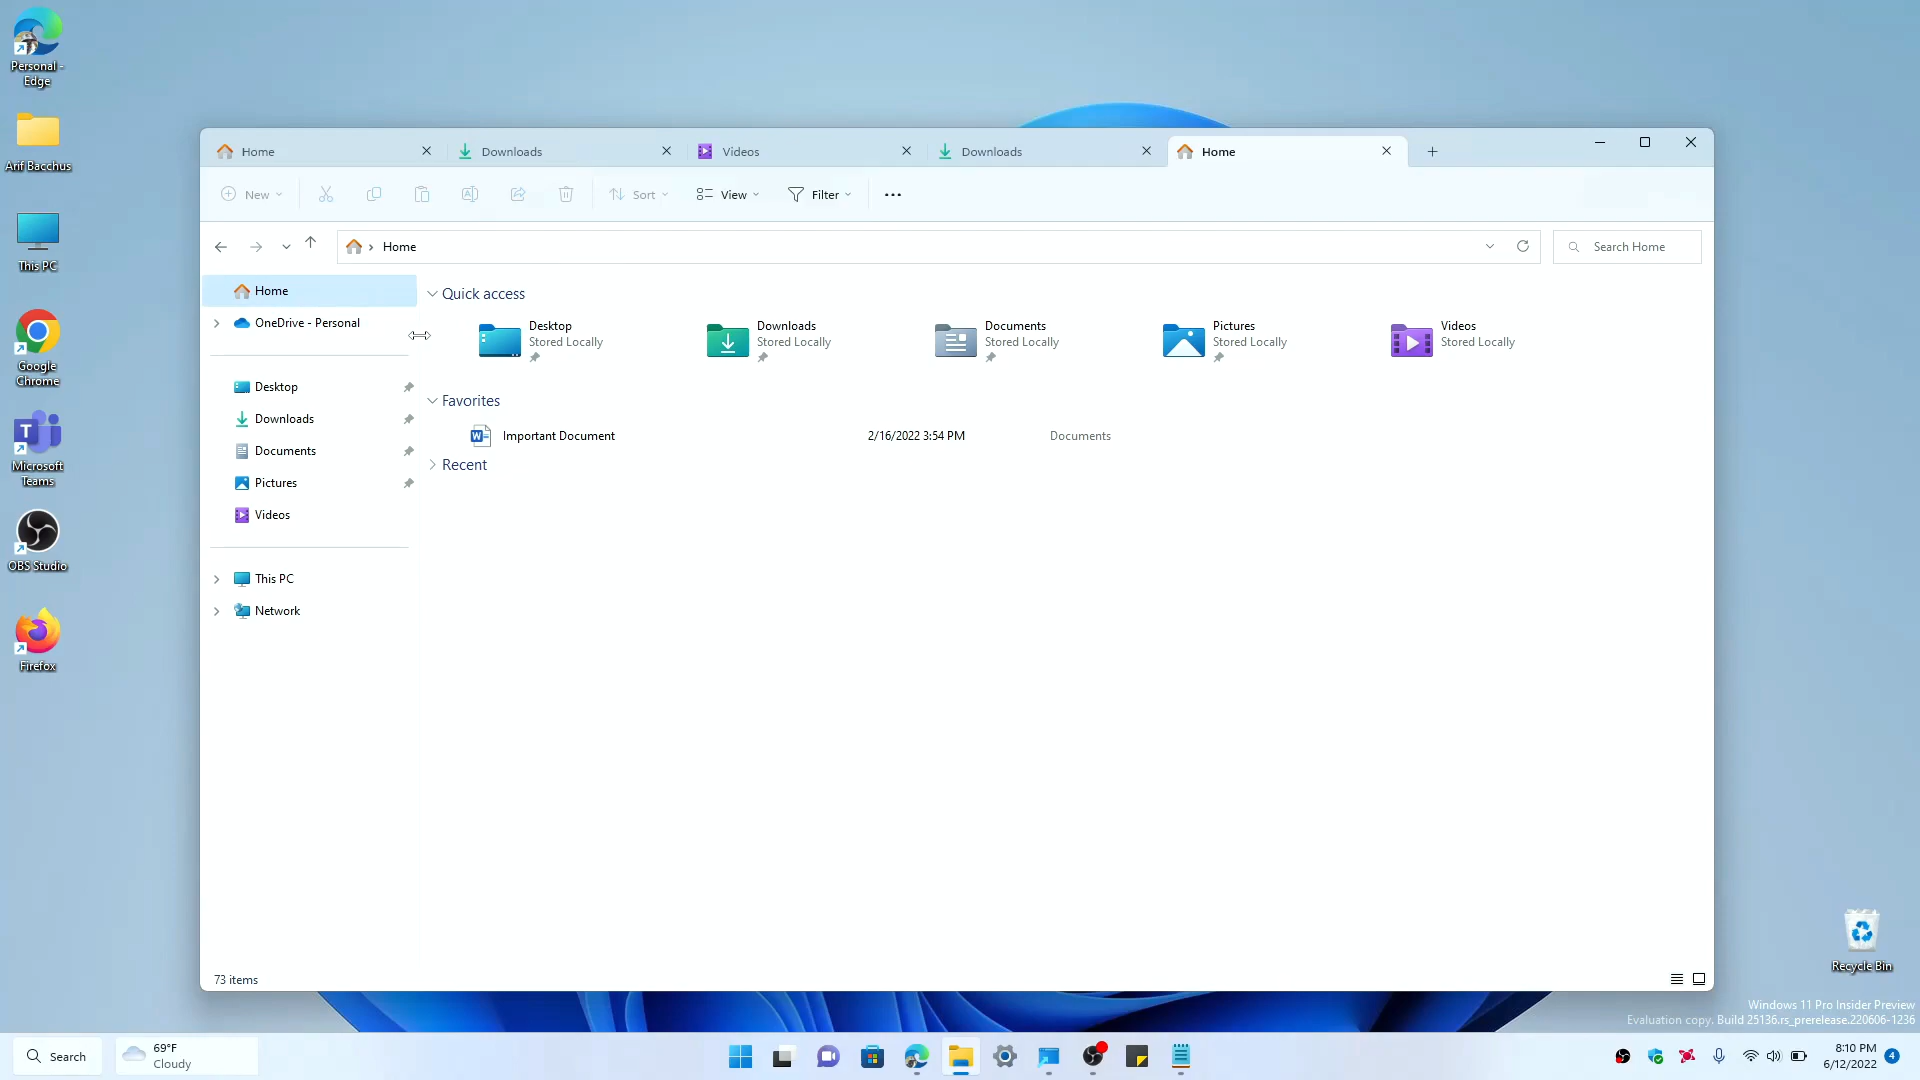 Personal -
Edge
Arif Bacchus
This PC
Google
Chrome
Microsoft
Teams
OBS Studio
Firefox
Home
Downloads
Videos
Downloads
Home
New
Sort
View
Filter
Home
Search Home
Home
OneDrive - Personal
Desktop
Downloads
Documents
Pictures
Videos
This PC
Network
Quick access
Desktop
Stored Locally
Downloads
Stored Locally
Documents
Stored Locally
Pictures
Stored Locally
Videos
Stored Locally
Favorites
Important Document 2/16/2022 3:54 PM Documents
Recent
73 items
Recycle Bin
Windows 11 Pro Insider Preview
Evaluation copy. Build 25136.rs_prerelease.220606-1236
Search
69°F
Cloudy
8:10 PM
6/12/2022
4